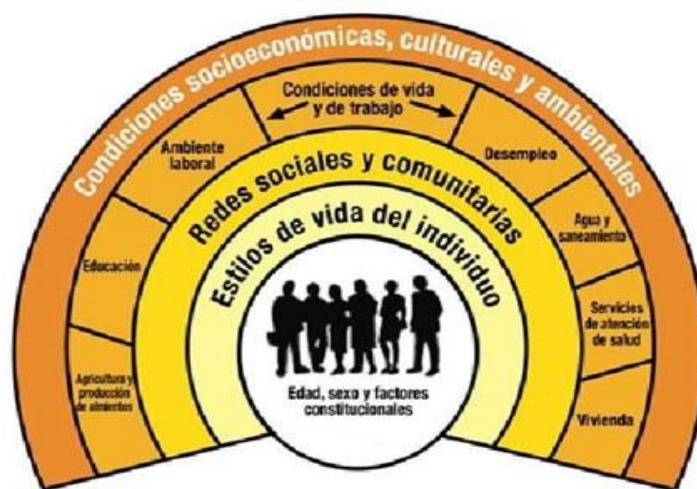 Condiciones socioeconómicas, culturales y ambientales
Condiciones de vida
y de trabajo
Ambiente
laboral
Desempleo
Redes sociales y comunitarias
Agua y
saneamiento
Estilos de vida del individuo
Educación
Servicios
de atención
de salud
Agricultura y
producción
de alimentos
Edad, sexo y factores
constitucionales
Vivienda